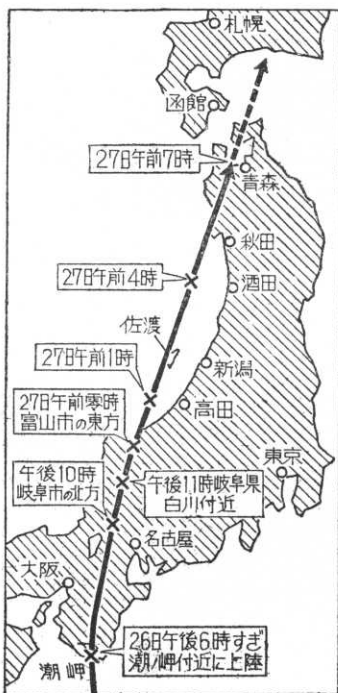 札幌
函館
27日午前7時
青森
秋田
27日午前4時
酒田
佐渡
27日午前1時
新潟
27日午前零時
富山市の東方
高田
東京
午後10時
岐阜市の北方
午後11時岐阜県
白川付近
名古屋
大阪
26日午後6時すぎ
潮ノ岬付近に上陸
潮岬